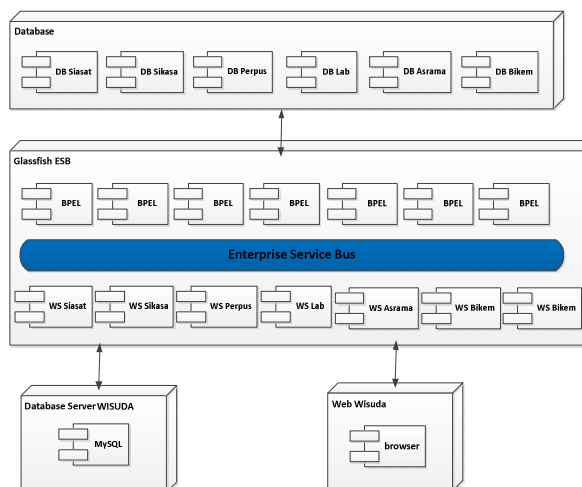 Database
DB Siasat
DB Sikasa
DB Perpus
DB Lab
DB Asrama
DB Bikem
Glassfish ESB
BPEL
BPEL
BPEL
BPEL
BPEL
BPEL
BPEL
Enterprise Service Bus
WS Siasat
WS Sikasa
WS Perpus
WS Lab
WS Asrama
WS Bikem
WS Bikem
Database Server WISUDA
MySQL
Web Wisuda
browser